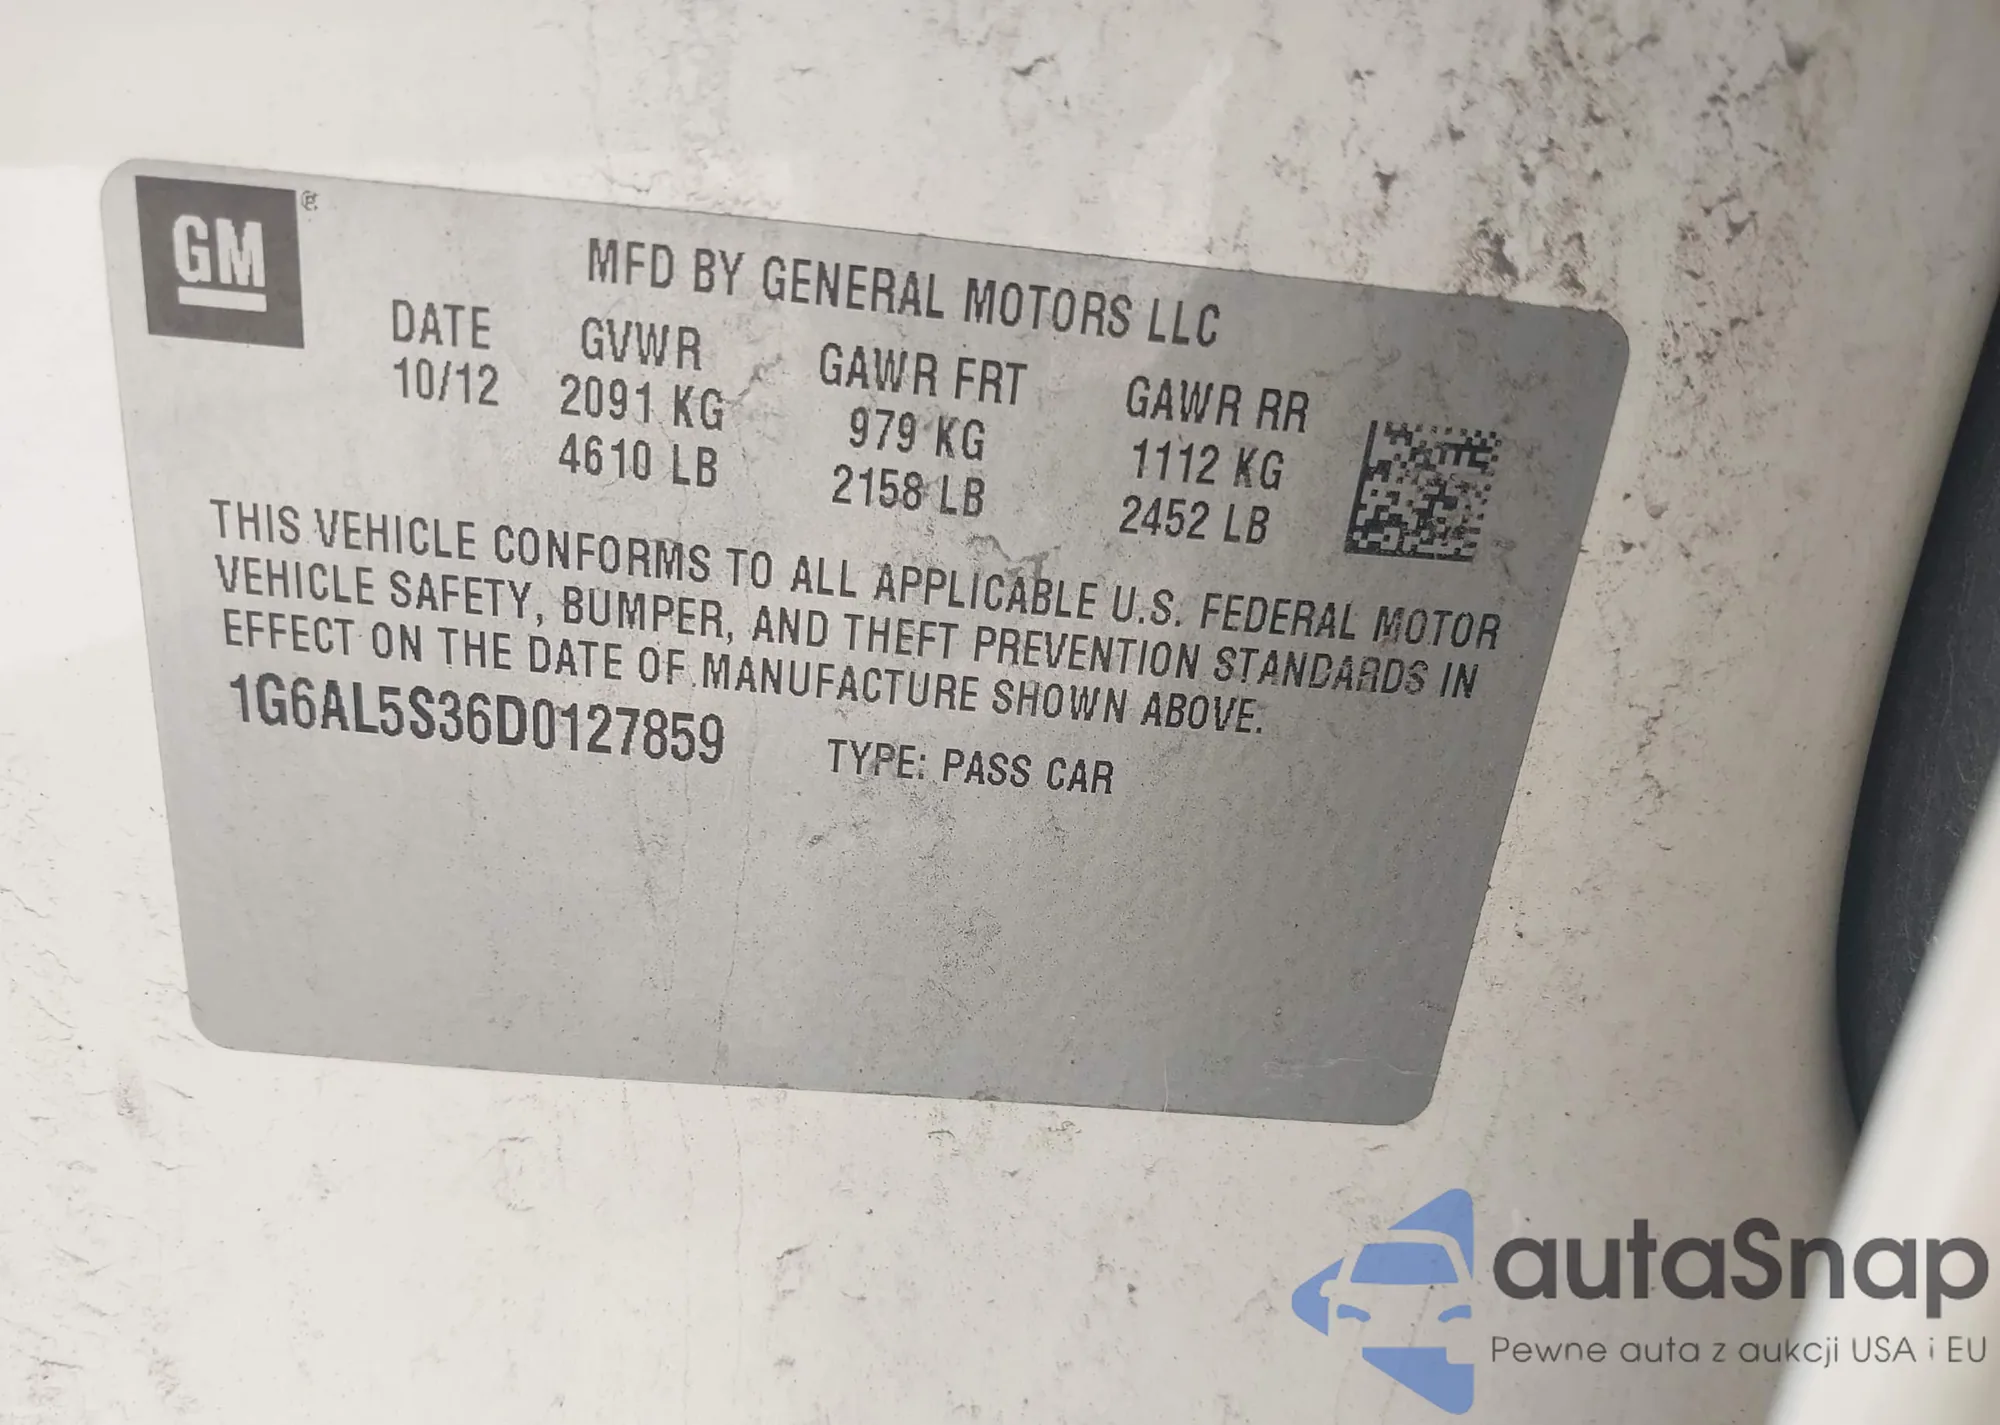 GM
MFD BY GENERAL MOTORS LLC
DATE GVWR GAWR FRT GAWR RR
10/12 2091 KG 979 KG 1112 KG
4610 LB 2158 LB 2452 LB
THIS VEHICLE CONFORMS TO ALL APPLICABLE U.S. FEDERAL MOTOR
VEHICLE SAFETY, BUMPER, AND THEFT PREVENTION STANDARDS IN
EFFECT ON THE DATE OF MANUFACTURE SHOWN ABOVE.
1G6AL5S36D0127859 TYPE: PASS CAR
autaSnap
Pewne auta z aukcji USA i EU